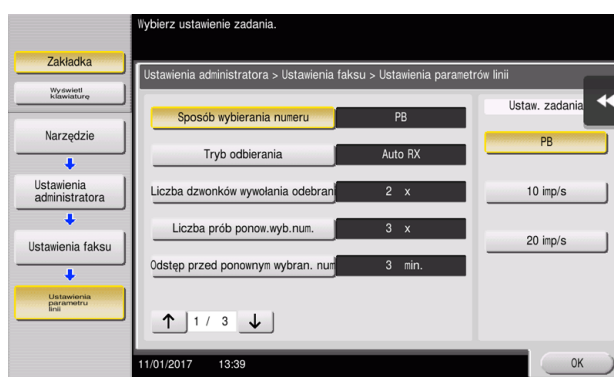 Wybierz ustawienie zadania.
Zakładka
Wyświetl
klawiaturę
Narzędzie
Ustawienia
administratora
Ustawienia faksu
Ustawienia
parametru
linii
Ustawienia administratora > Ustawienia faksu > Ustawienia parametrów linii
Sposób wybierania numeru PB
Tryb odbierania Auto RX
Liczba dzwonków wywołania odebran 2 x
Liczba prób ponow.wyb.num. 3 x
Odstęp przed ponownym wybran. num 3 min.
↑ 1 / 3 ↓
Ustaw. zadania
PB
10 imp/s
20 imp/s
11/01/2017 13:39
OK